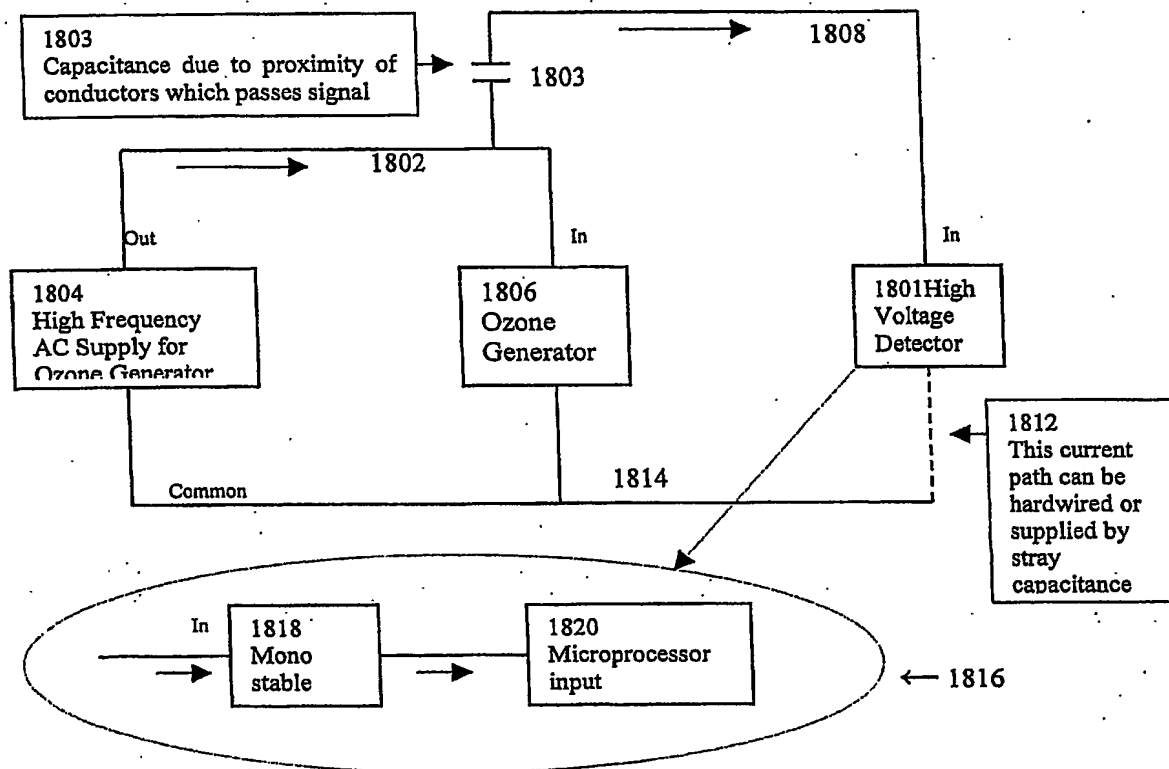 1803
Capacitance due to proximity of
conductors which passes signal
1803
1808
1802
Out
In
In
1804
High Frequency
AC Supply for
Ozone Generator
1806
Ozone
Generator
1801High
Voltage
Detector
1812
This current
path can be
hardwired or
supplied by
stray
capacitance
Common
1814
In
1818
Mono
stable
1820
Microprocessor
input
1816